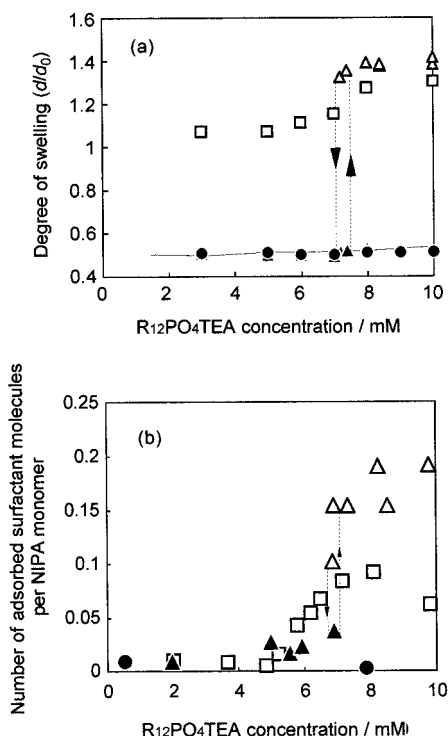 (a)
Degree of swelling (d/d0)
1.8
1.6
1.4
1.2
1
0.8
0.6
0.4
0 2 4 6 8 10
R12PO4TEA concentration / mM
(b)
Number of adsorbed surfactant molecules
per NIPA monomer
0.25
0.2
0.15
0.1
0.05
0
0 2 4 6 8 10
R12PO4TEA concentration / mM)